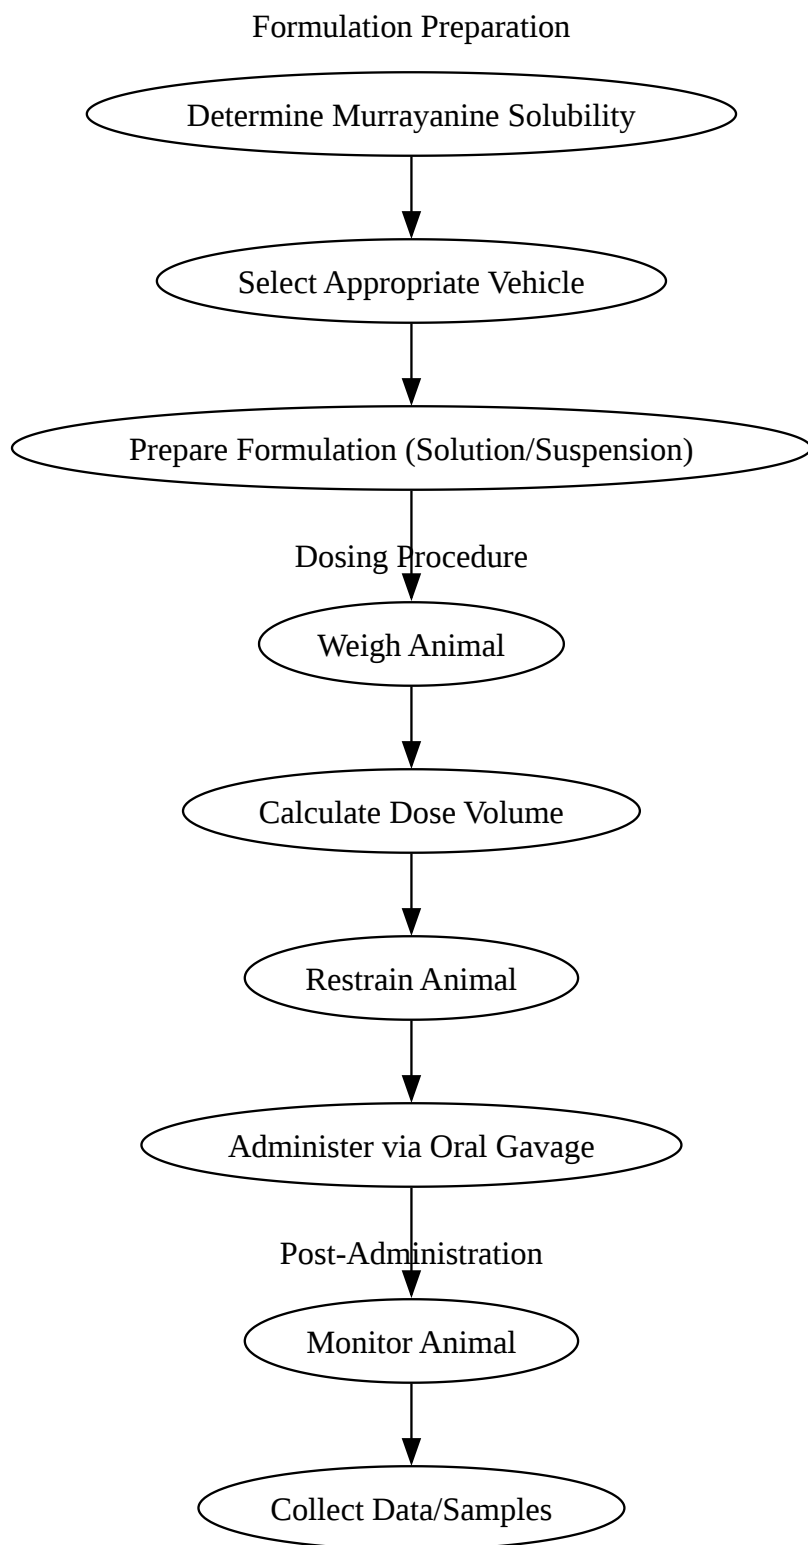 Formulation Preparation
Determine Murrayanine Solubility
Select Appropriate Vehicle
Prepare Formulation (Solution/Suspension)
Dosing Procedure
Weigh Animal
Calculate Dose Volume
Restrain Animal
Administer via Oral Gavage
Post-Administration
Monitor Animal
Collect Data/Samples